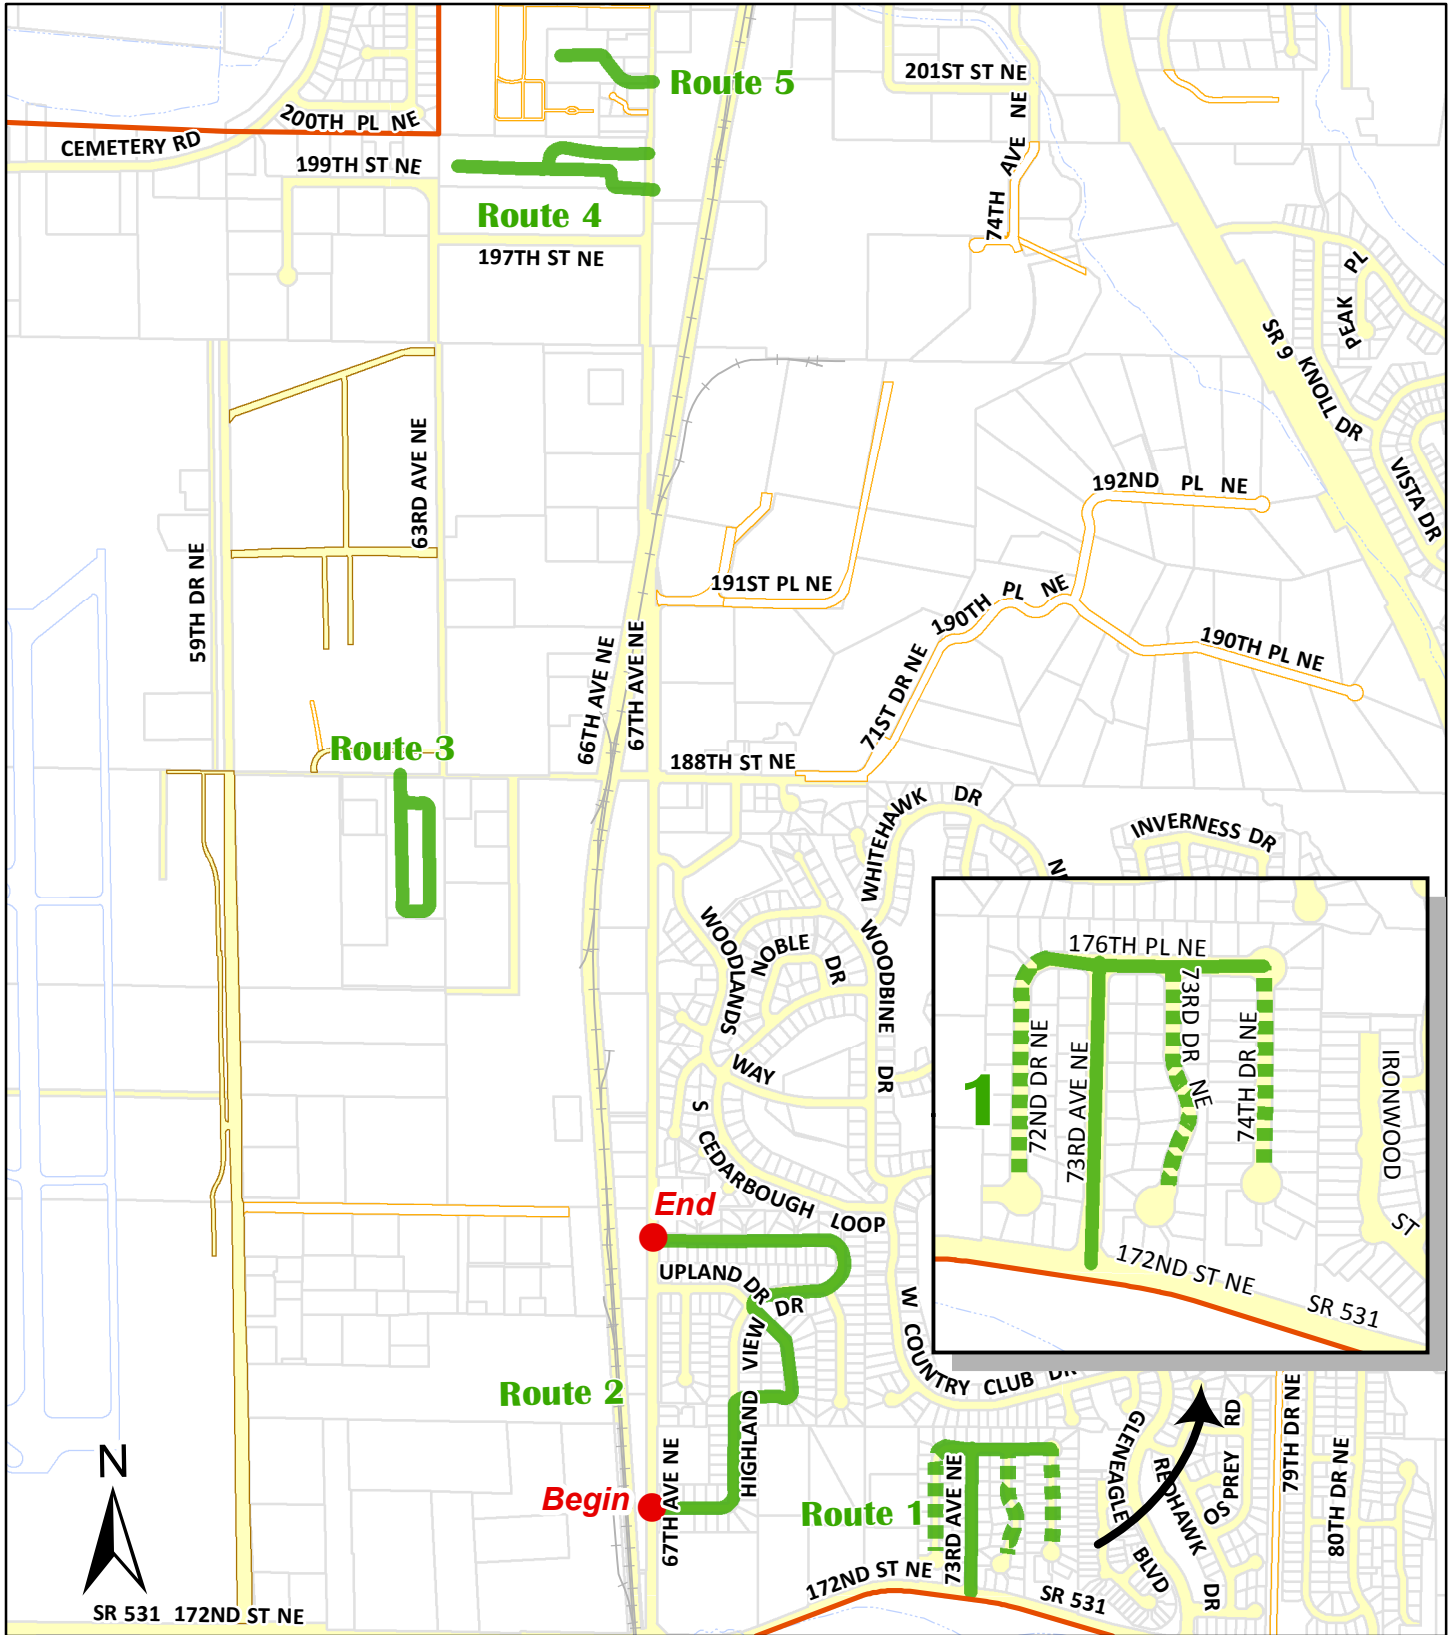 Route 5
201ST ST NE
200TH PL NE
CEMETERY RD
199TH ST NE
74TH AVE NE
Route 4
197TH ST NE
PEAK PL
SR 9
KNOLL DR
VISTA DR
63RD AVE NE
192ND PL NE
59TH DR NE
191ST PL NE
190TH PL NE
190TH PL NE
71ST DR NE
66TH AVE NE
67TH AVE NE
Route 3
188TH ST NE
WHITEHAWK DR
INVERNESS DR
WOODLANDS WAY
NOBLE DR
WOODBINE DR
176TH PL NE
1
72ND DR NE
73RD AVE NE
73RD DR NE
74TH DR NE
IRONWOOD ST
172ND ST NE
SR 531
S CEDARBOUGH LOOP
End
UPLAND DR
HIGHLAND VIEW DR
W COUNTRY CLUB DR
Route 2
Begin
67TH AVE NE
Route 1
73RD AVE NE
172ND ST NE
SR 531
GLENEAGLE BLVD
REDHAWK DR
OSPREY RD
79TH DR NE
80TH DR NE
N
SR 531 172ND ST NE